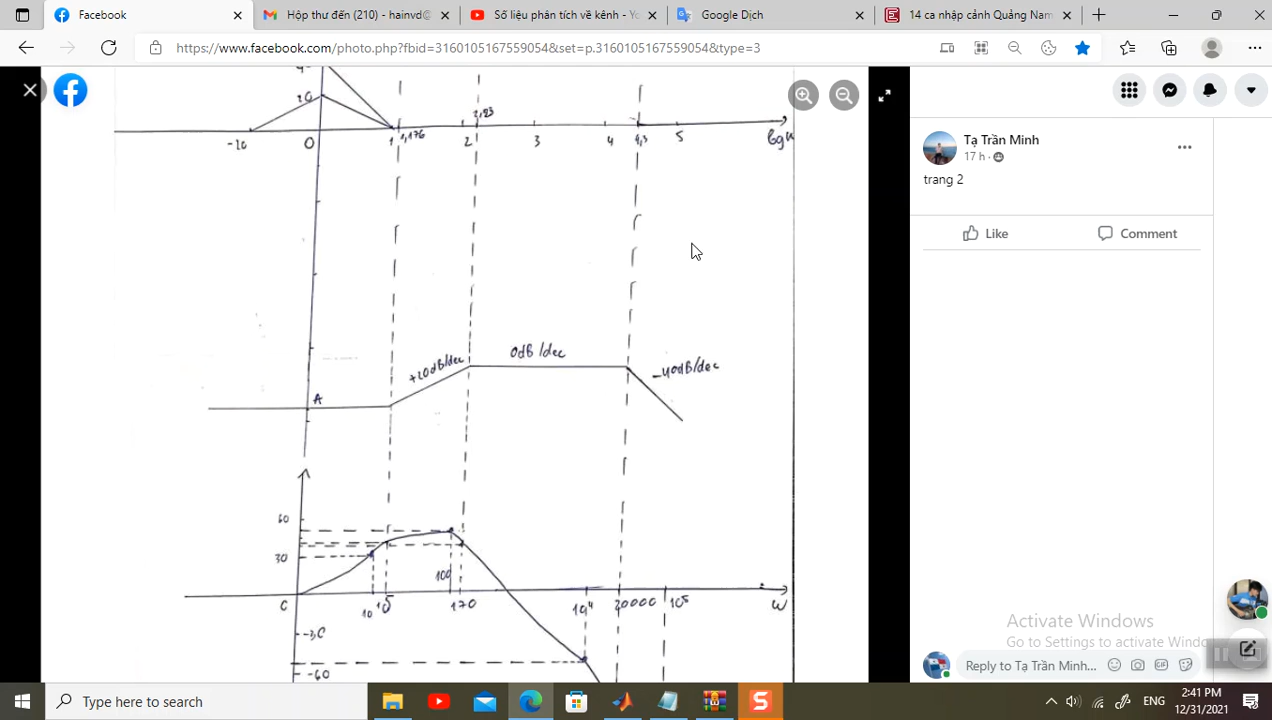 Facebook
Hộp thư đến (210) - hainvd@
Số liệu phân tích về kênh - Yo
Google Dịch
14 ca nhập cảnh Quảng Nam
https://www.facebook.com/photo.php?fbid=3160105167559054&set=p.3160105167559054&type=3
20
-20 0 1 1,176 2 2,23 3 4 4,3 5
+20dB/dec
0dB/dec
-40dB/dec
A
60
30
100
0 10 15 170 10⁴ 20000 10⁵ ω
-30
-60
Tạ Trần Minh
17 h ·
trang 2
Like
Comment
Activate Windows
Go to Settings to activate Windo
Reply to Tạ Trần Minh...
GIF
Type here to search
S
ENG
2:41 PM
12/31/2021